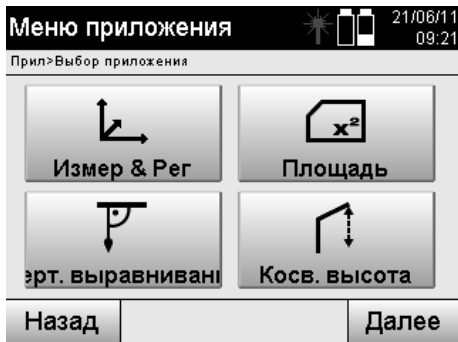 Меню приложения
21/06/11
09:21
Прил>Выбор приложения
Измер & Рег
x²
Площадь
ерт. выравнивані
Косв. высота
Назад
Далее